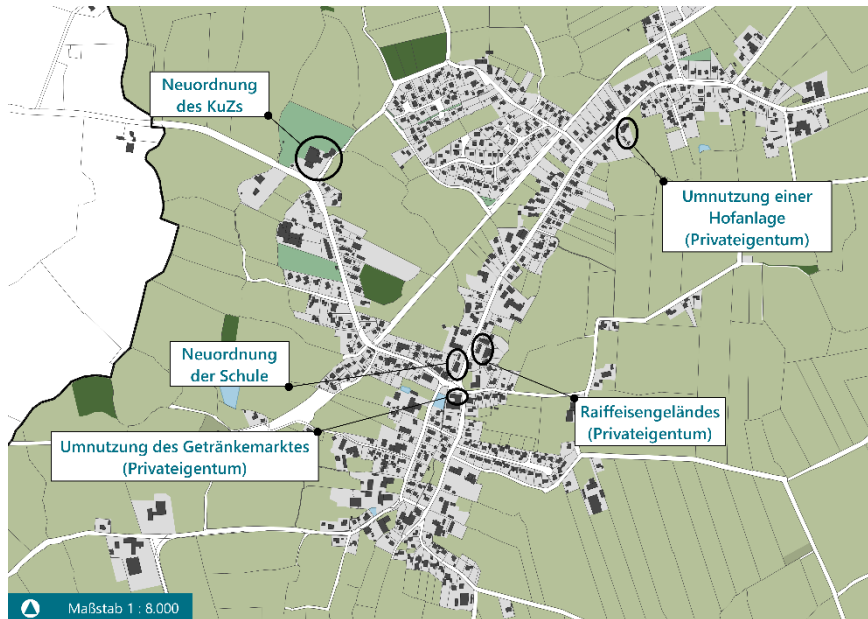 Neuordnung
des KuZs
Umnutzung einer
Hofanlage
(Privateigentum)
Neuordnung
der Schule
Raiffeisengeländes
(Privateigentum)
Umnutzung des Getränkemarktes
(Privateigentum)
Maßstab 1 : 8.000